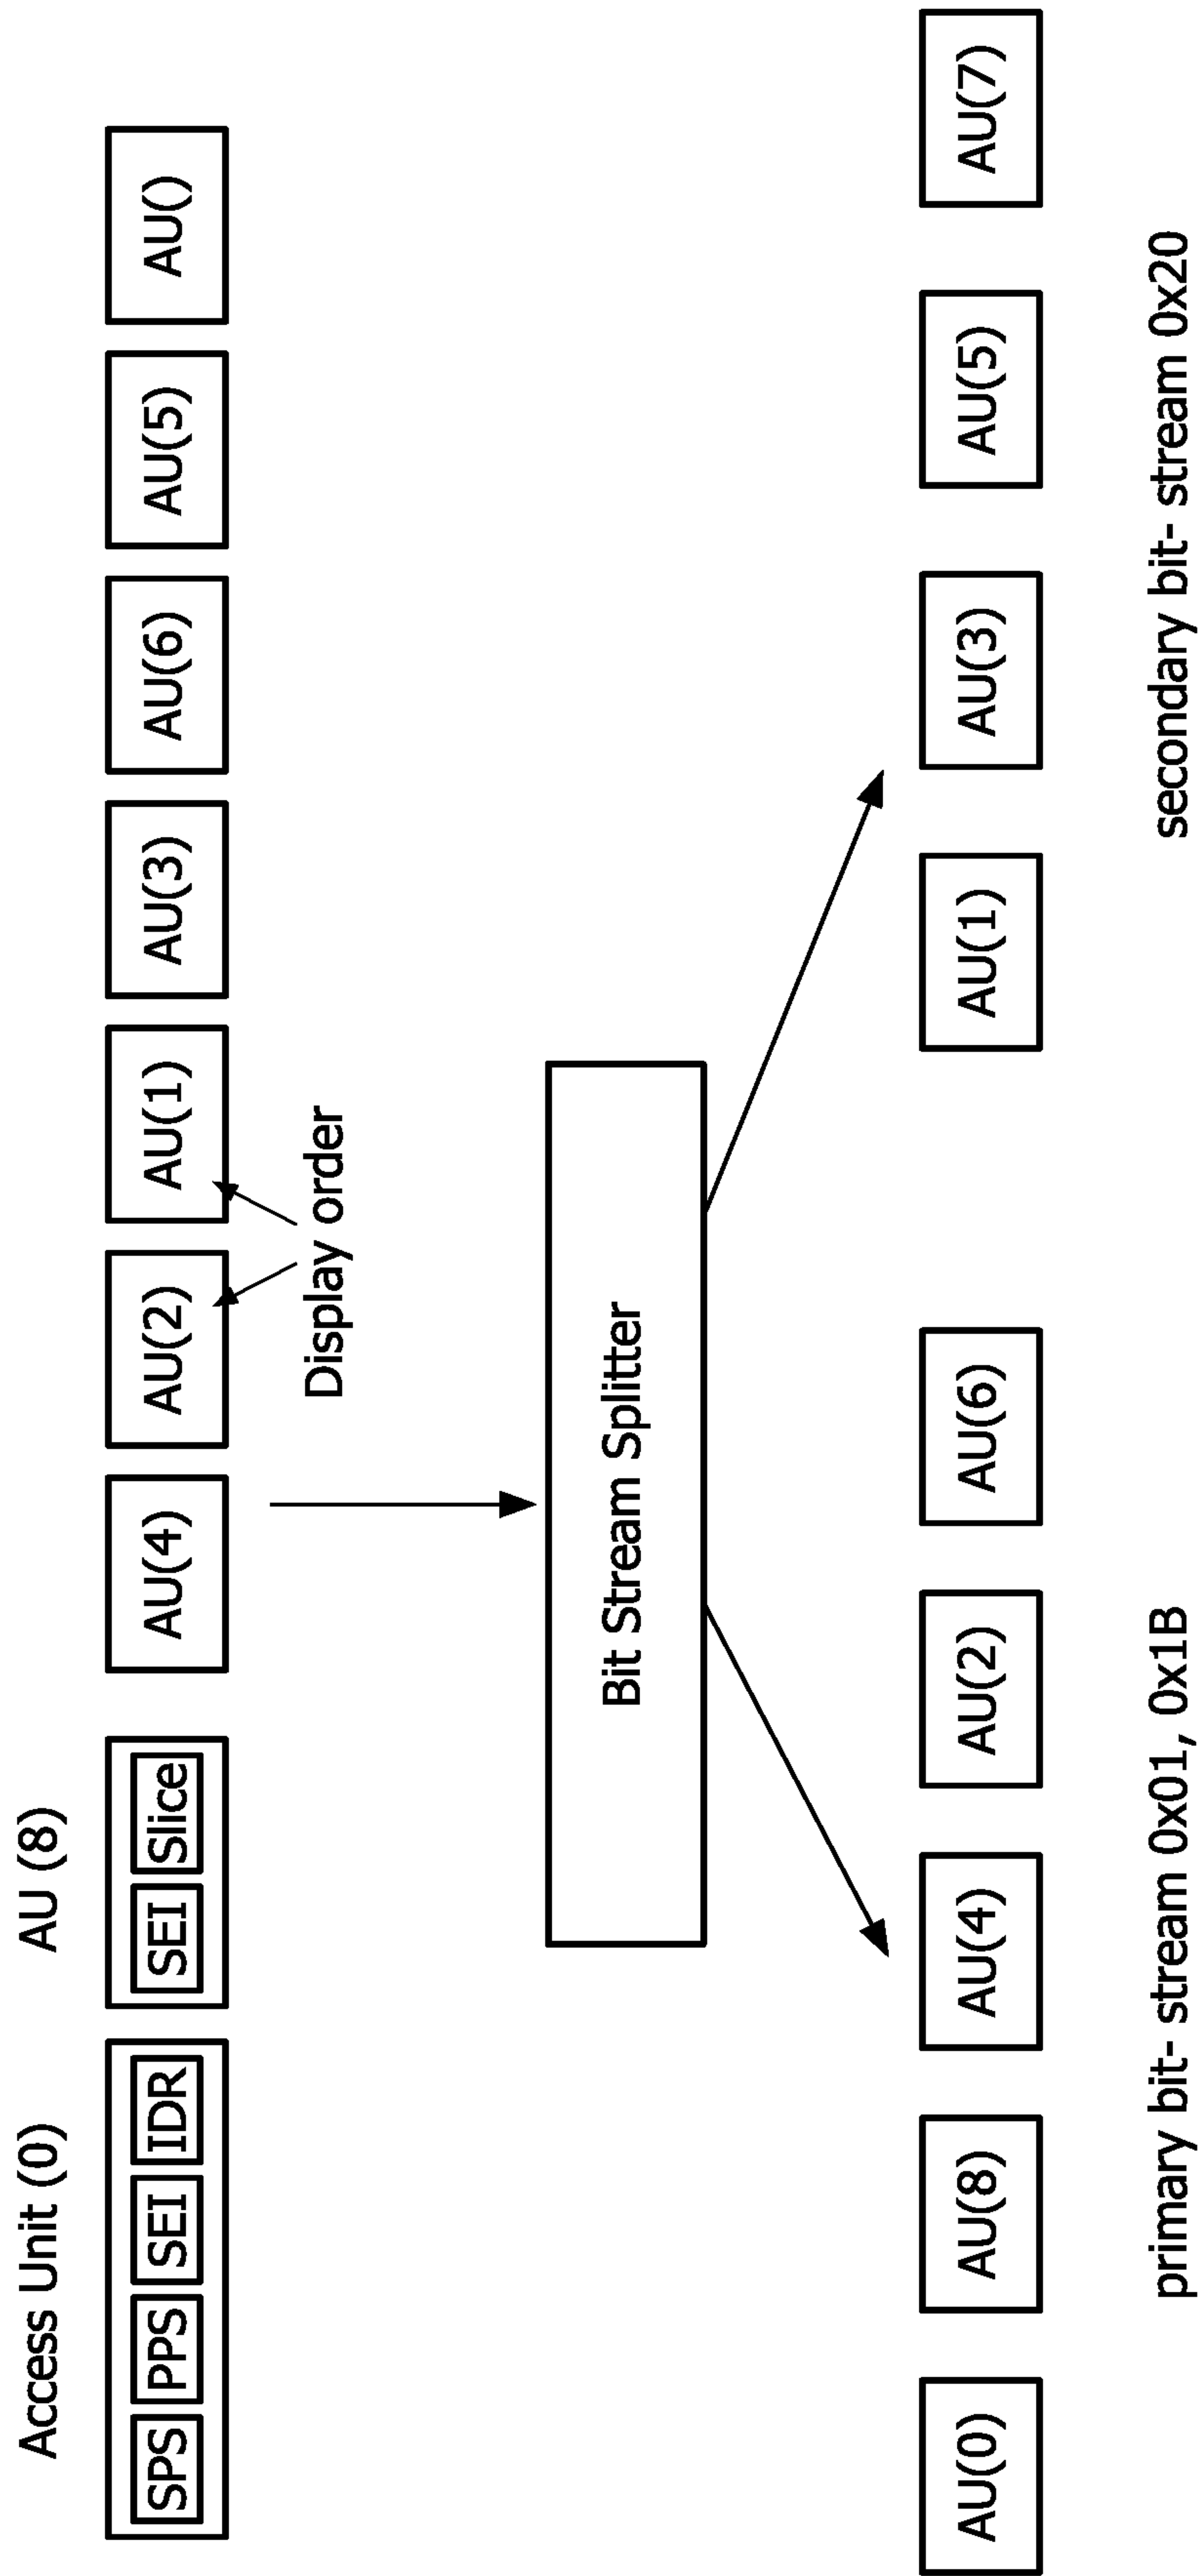 Access Unit (0)
AU (8)
SPS
PPS
SEI
IDR
SEI
Slice
AU(4)
AU(2)
AU(1)
AU(3)
AU(6)
AU(5)
AU()
Display order
Bit Stream Splitter
AU(0)
AU(8)
AU(4)
AU(2)
AU(6)
AU(1)
AU(3)
AU(5)
AU(7)
primary bit- stream 0x01, 0x1B
secondary bit- stream 0x20